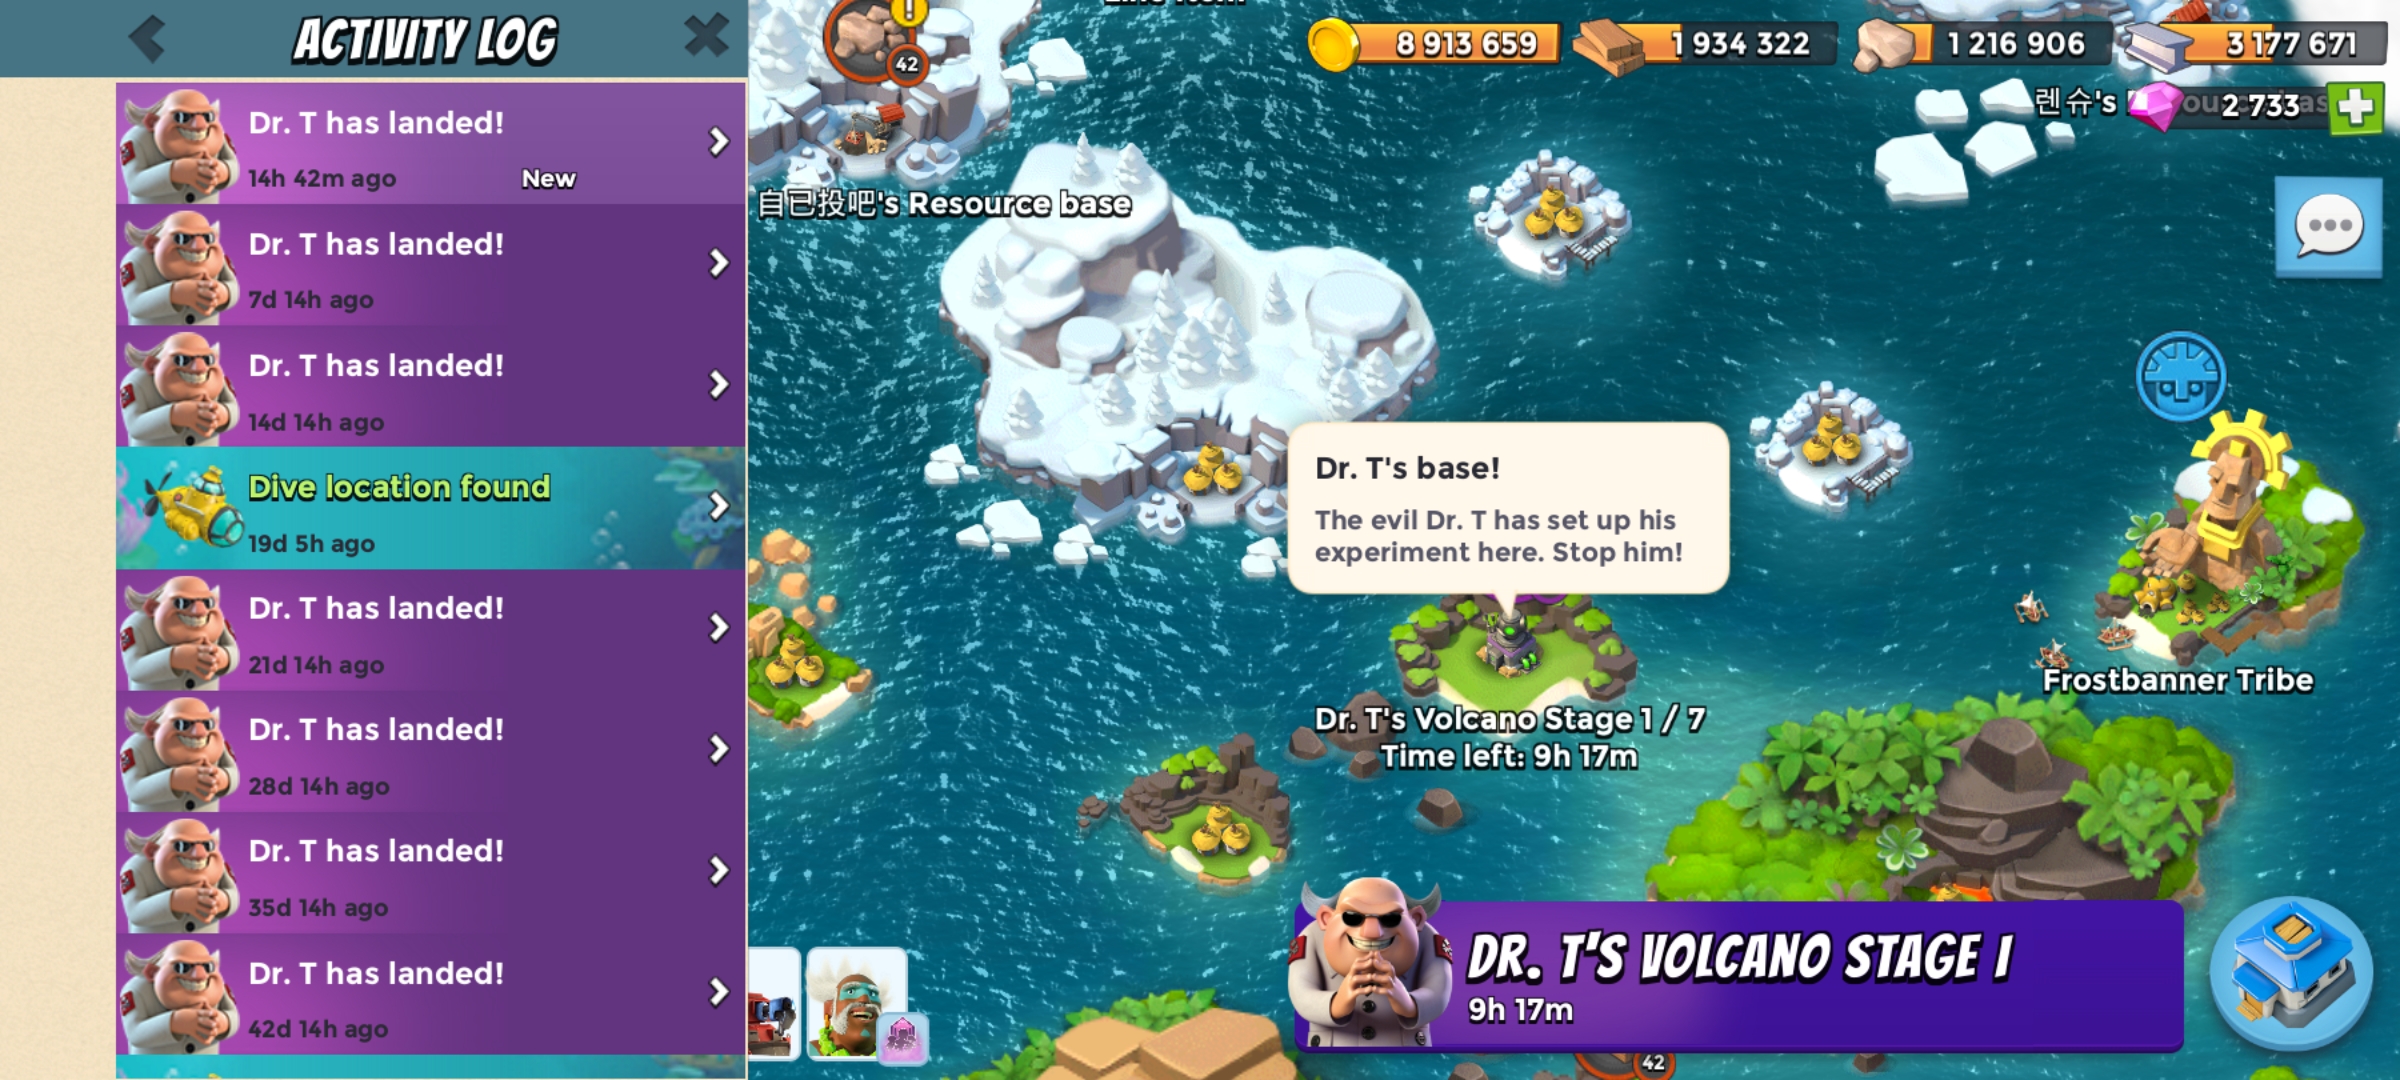 ACTIVITY LOG
Dr. T has landed!
14h 42m ago
New
Dr. T has landed!
7d 14h ago
Dr. T has landed!
14d 14h ago
Dive location found
19d 5h ago
Dr. T has landed!
21d 14h ago
Dr. T has landed!
28d 14h ago
Dr. T has landed!
35d 14h ago
Dr. T has landed!
42d 14h ago
42
8 913 659
1 934 322
1 216 906
3 177 671
렌슈's
2 733
自已投吧's Resource base
Dr. T's base!
The evil Dr. T has set up his
experiment here. Stop him!
Dr. T's Volcano Stage 1 / 7
Time left: 9h 17m
Frostbanner Tribe
DR. T'S VOLCANO STAGE 1
9h 17m
42